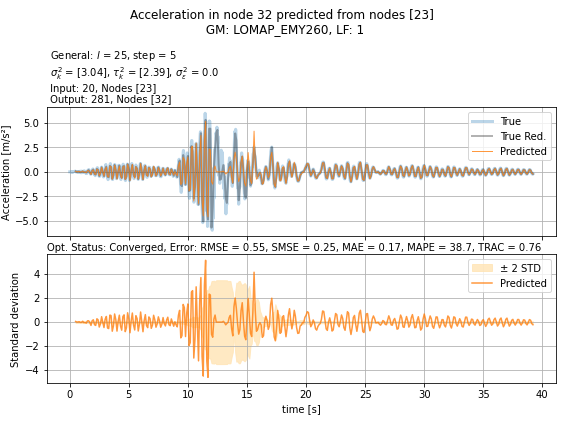 Acceleration in node 32 predicted from nodes [23]
GM: LOMAP_EMY260, LF: 1
General: l = 25, step = 5
σ²ₖ = [3.04], τ²ₖ = [2.39], σ²ε = 0.0
Input: 20, Nodes [23]
Output: 281, Nodes [32]
Acceleration [m/s²]
5.0
2.5
0.0
−2.5
−5.0
True
True Red.
Predicted
Opt. Status: Converged, Error: RMSE = 0.55, SMSE = 0.25, MAE = 0.17, MAPE = 38.7, TRAC = 0.76
Standard deviation
4
2
0
−2
−4
± 2 STD
Predicted
0 5 10 15 20 25 30 35 40
time [s]